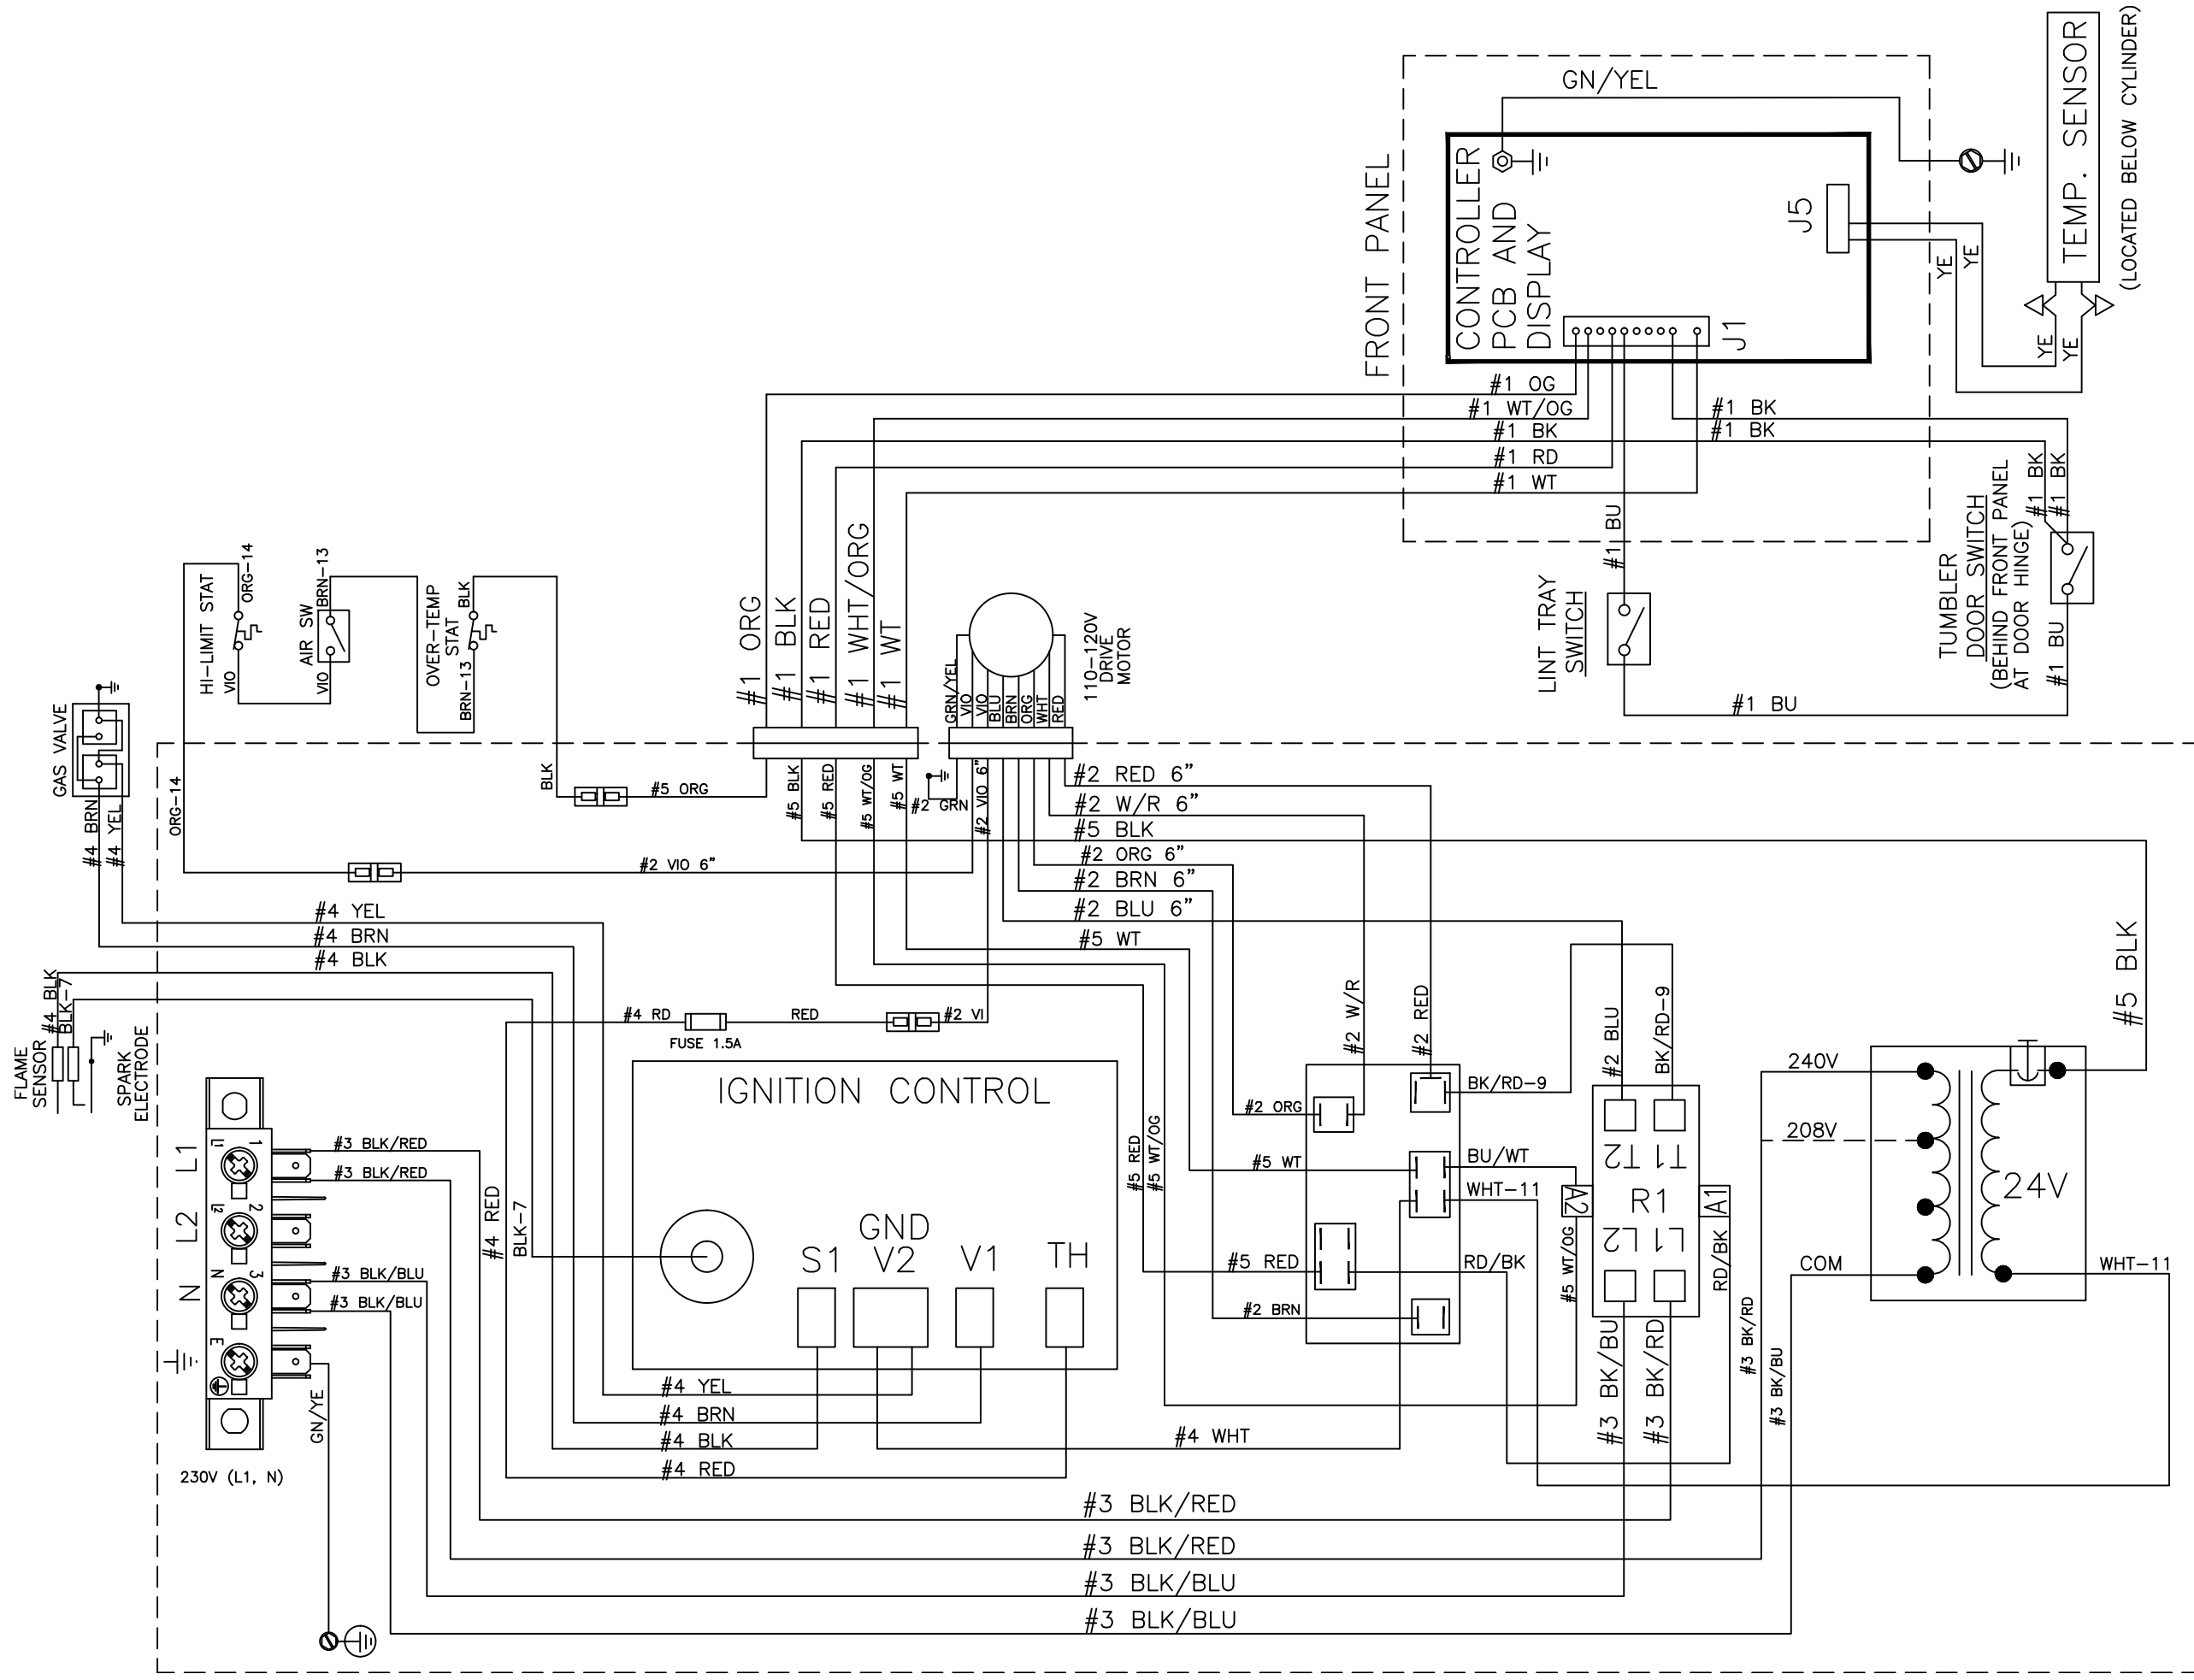 TEMP. SENSOR
(LOCATED BELOW CYLINDER)
FRONT PANEL
GN/YEL
CONTROLLER
PCB AND
DISPLAY
J5
J1
YE
YE
YE
YE
#1 OG
#1 WT/OG
#1 BK
#1 RD
#1 WT
#1 BK
#1 BK
#1 BK
#1 BK
#1 BU
LINT TRAY
SWITCH
TUMBLER
DOOR SWITCH
(BEHIND FRONT PANEL
AT DOOR HINGE)
#1 BU
#1 BU
HI-LIMIT STAT
ORG-14
VIO
AIR SW
BRN-13
VIO
OVER-TEMP
STAT
BLK
BRN-13
GAS VALVE
#4 BRN
#4 YEL
ORG-14
BLK
#1 ORG
#1 BLK
#1 RED
#1 WHT/ORG
#1 WT
GRN/YEL
VIO
VIO
BLU
BRN
ORG
WHT
RED
110-120V
DRIVE
MOTOR
#5 ORG
#5 BLK
#5 RED
#5 WT/OG
#5 WT
#2 GRN
#2 VIO 6"
#2 RED 6"
#2 W/R 6"
#5 BLK
#2 ORG 6"
#2 BRN 6"
#2 BLU 6"
#5 WT
#2 VIO 6"
#4 YEL
#4 BRN
#4 BLK
#4 BLK
BLK-7
FLAME
SENSOR
SPARK
ELECTRODE
#4 RD
FUSE 1.5A
RED
#2 VI
IGNITION CONTROL
S1
GND
V2
V1
TH
#4 RED
BLK-7
L1
L2
N
L1
1
L2
2
N
3
E
#3 BLK/RED
#3 BLK/RED
#3 BLK/BLU
#3 BLK/BLU
GN/YE
230V (L1, N)
#4 YEL
#4 BRN
#4 BLK
#4 RED
#4 WHT
#5 RED
#5 WT/OG
#2 W/R
#2 RED
#2 ORG
#5 WT
#5 RED
#2 BRN
BK/RD-9
BU/WT
WHT-11
RD/BK
#2 BLU
BK/RD-9
T2
T1
R1
A2
A1
L2
L1
#5 WT/OG
RD/BK
#3 BK/BU
#3 BK/RD
#3 BK/RD
#3 BK/BU
240V
208V
COM
24V
#5 BLK
WHT-11
#3 BLK/RED
#3 BLK/RED
#3 BLK/BLU
#3 BLK/BLU